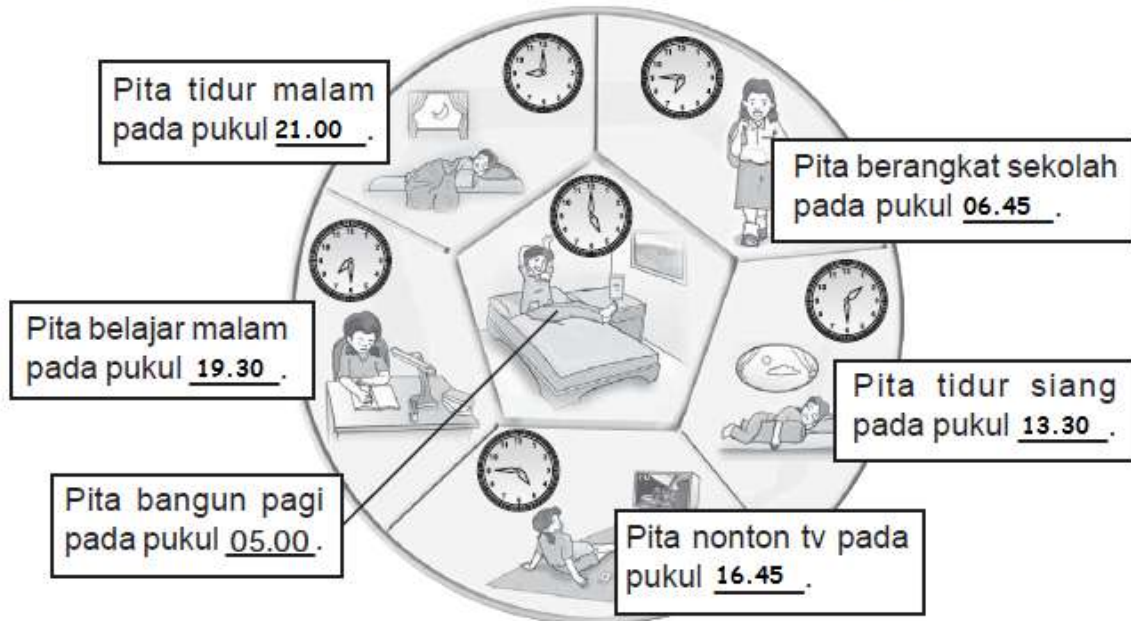 Pita tidur malam
pada pukul 21.00 .
Pita berangkat sekolah
pada pukul 06.45 .
Pita belajar malam
pada pukul 19.30 .
Pita tidur siang
pada pukul 13.30 .
Pita bangun pagi
pada pukul 05.00 .
Pita nonton tv pada
pukul 16.45 .